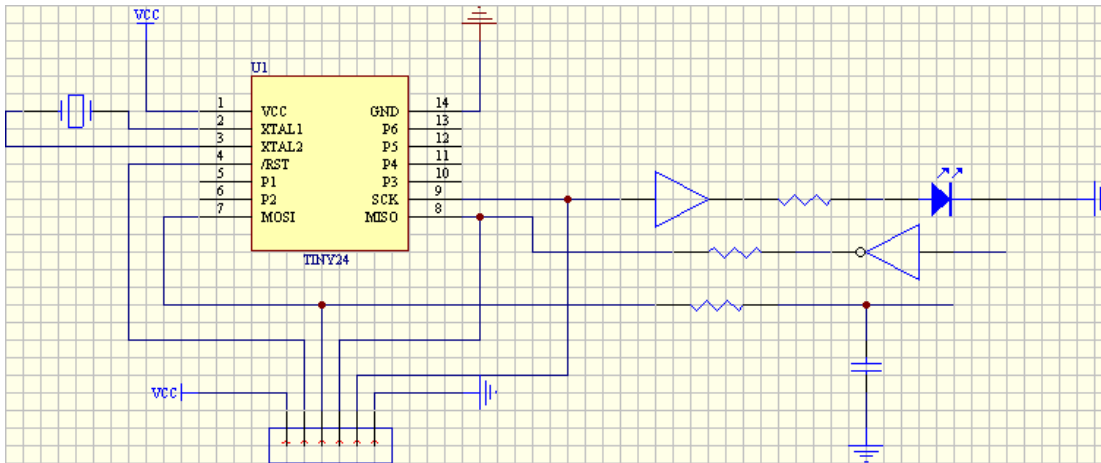 VCC
U1
1 VCC GND 14
2 XTAL1 P6 13
3 XTAL2 P5 12
4 /RST P4 11
5 P1 P3 10
6 P2 SCK 9
7 MOSI MISO 8
TINY24
VCC